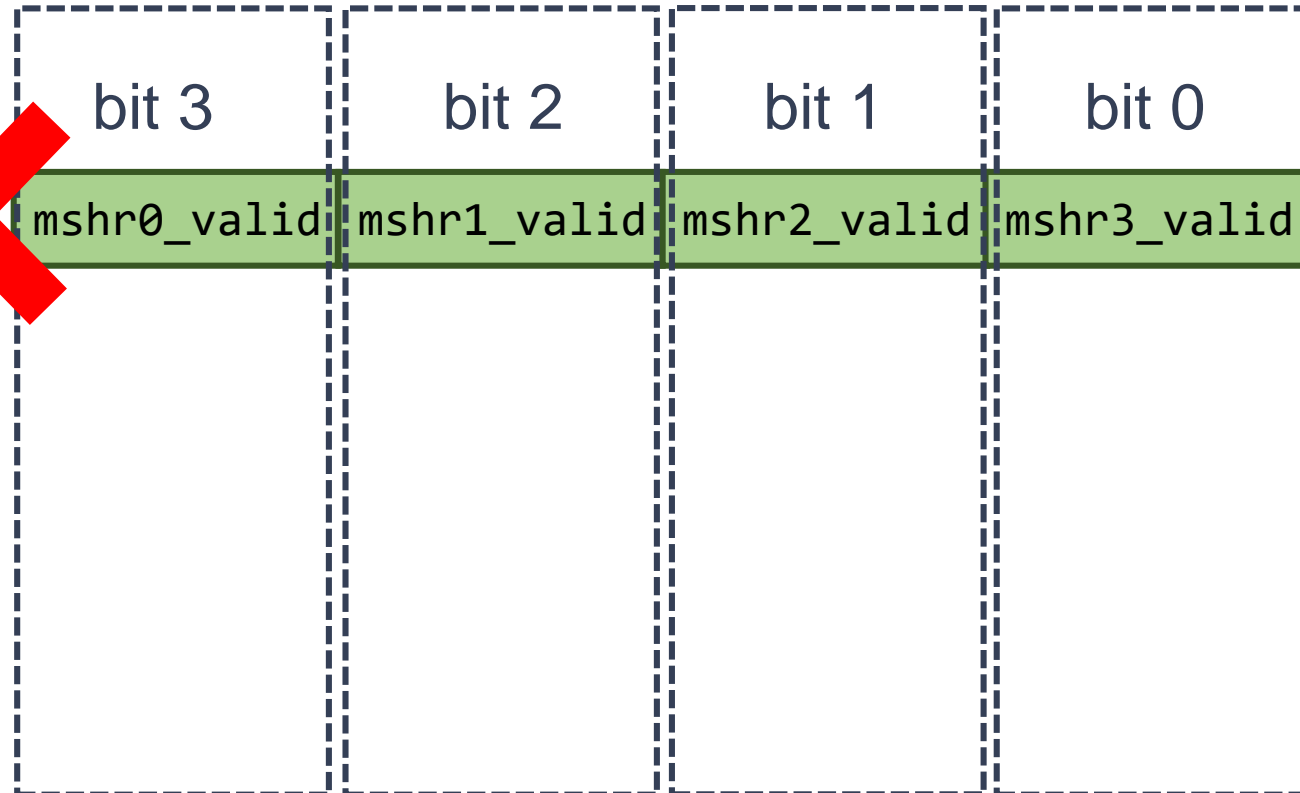 bit 3 bit 2 bit 1 bit 0
mshr0_valid mshr1_valid mshr2_valid mshr3_valid